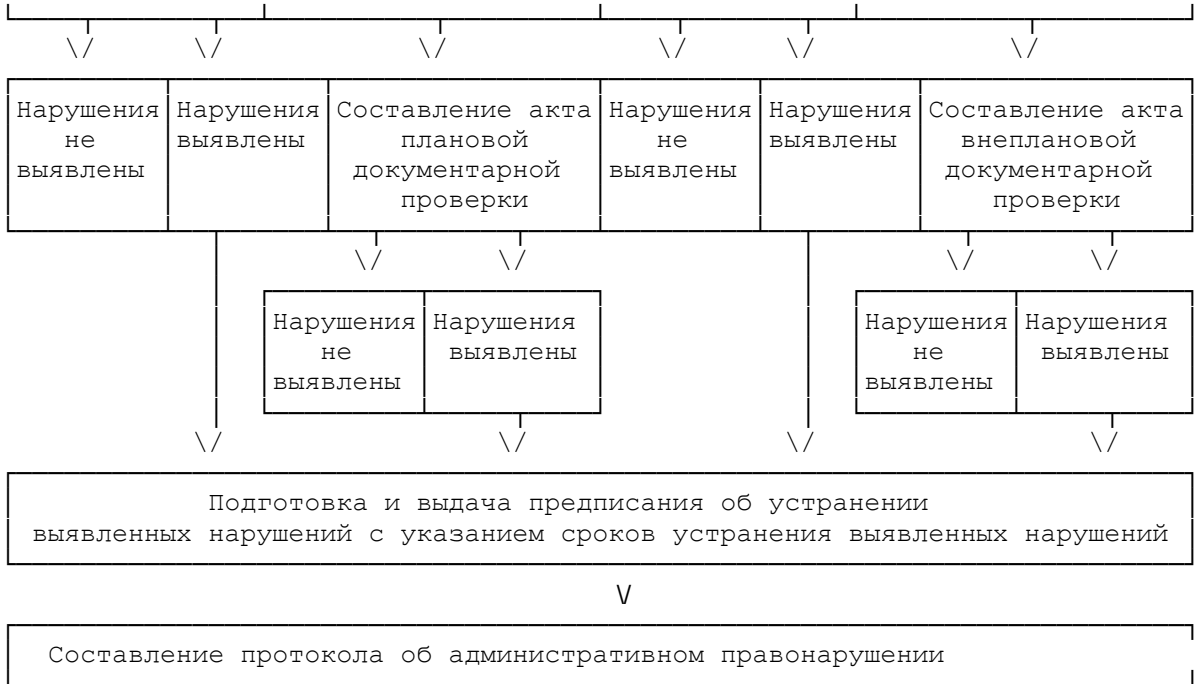 Нарушения Нарушения Составление акта Нарушения Нарушения Составление акта
не выявлены плановой не выявлены внеплановой
выявлены документарной выявлены документарной
проверки проверки
Нарушения Нарушения Нарушения Нарушения
не выявлены не выявлены
выявлены выявлены
Подготовка и выдача предписания об устранении
выявленных нарушений с указанием сроков устранения выявленных нарушений
Составление протокола об административном правонарушении